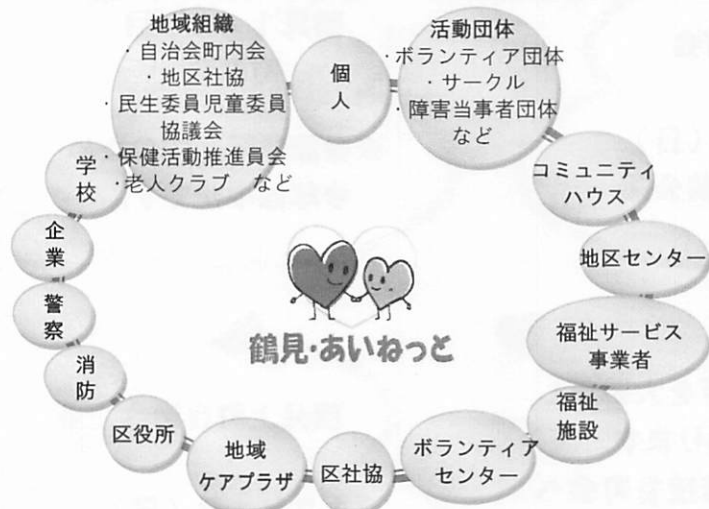 地域組織
・自治会町内会
・地区社協
・民生委員児童委員
協議会
・保健活動推進員会
・老人クラブ など
個
人
活動団体
・ボランティア団体
・サークル
・障害当事者団体
など
コミュニティ
ハウス
地区センター
福祉サービス
事業者
福祉
施設
ボランティア
センター
区社協
地域
ケアプラザ
区役所
消
防
警
察
企
業
学
校
鶴見・あいねっと